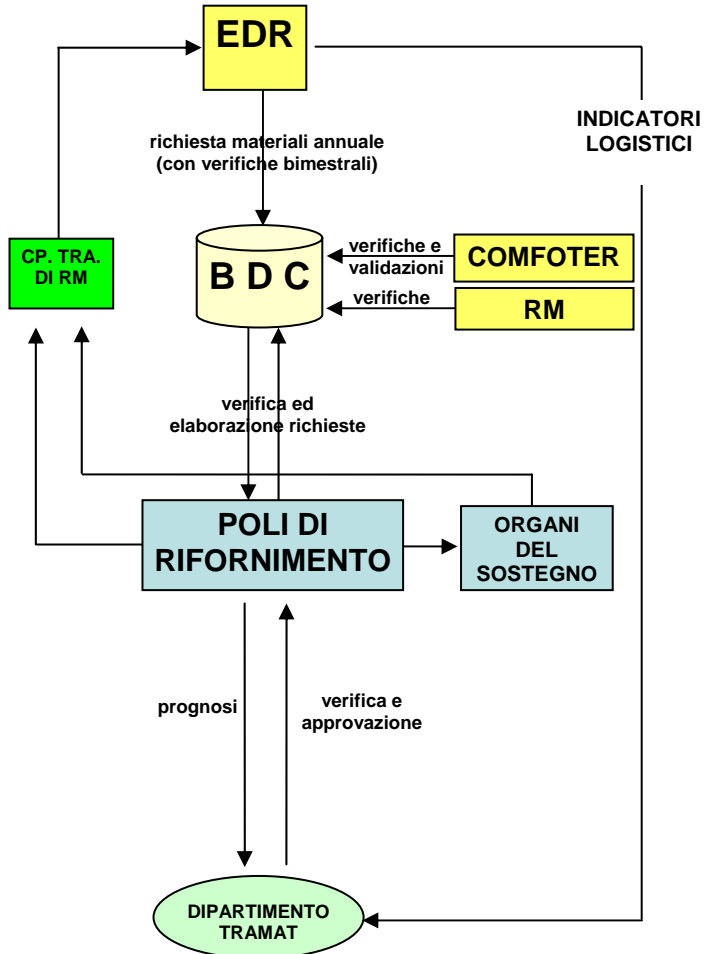 EDR
INDICATORI
LOGISTICI
richiesta materiali annuale
(con verifiche bimestrali)
CP. TRA.
DI RM
B D C
verifiche e
validazioni
COMFOTER
verifiche
RM
verifica ed
elaborazione richieste
POLI DI
RIFORNIMENTO
ORGANI
DEL
SOSTEGNO
prognosi
verifica e
approvazione
DIPARTIMENTO
TRAMAT